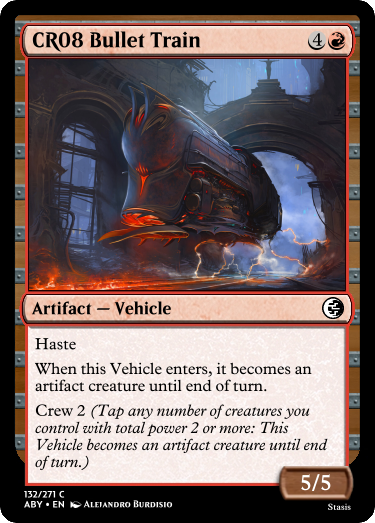 CR08 Bullet Train
4
Artifact — Vehicle
Haste
When this Vehicle enters, it becomes an
artifact creature until end of turn.
Crew 2 (Tap any number of creatures you
control with total power 2 or more: This
Vehicle becomes an artifact creature until end
of turn.)
5/5
132/271 C
ABY • EN Alejandro Burdisio
Stasis